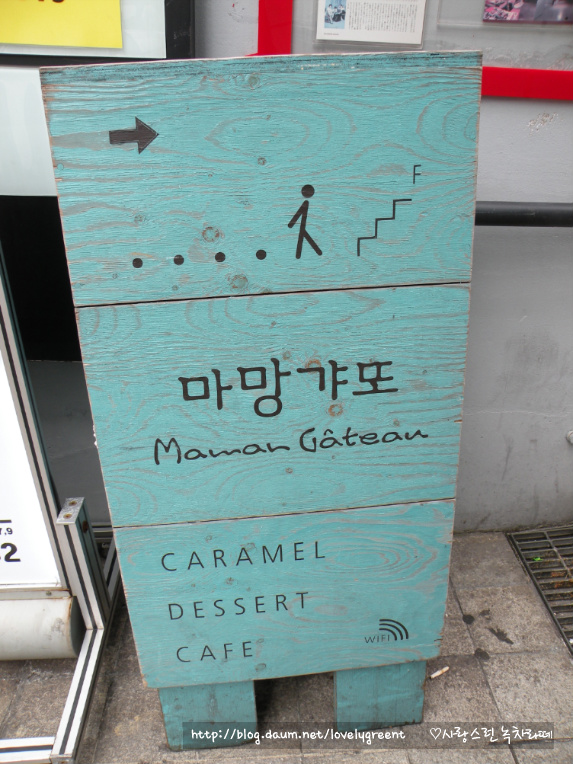 F
마망갸또
Maman Gâteau
CARAMEL
DESSERT
CAFE
WIFI
http://blog.daum.net/lovelygreent ♡사랑스런 녹차라떼